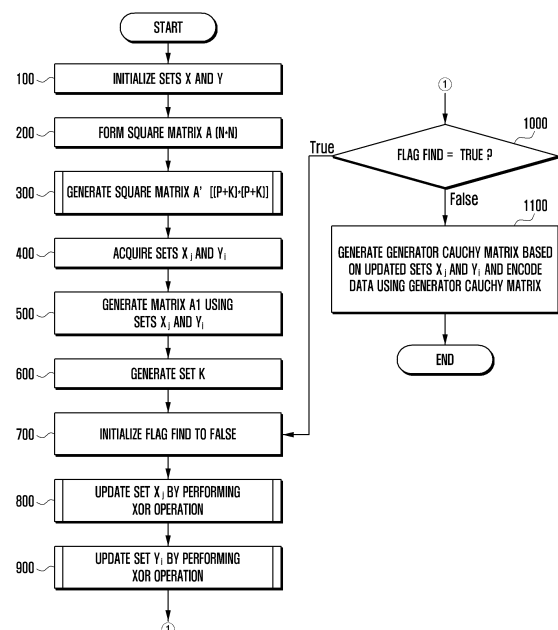 START
100
INITIALIZE SETS X AND Y
200
FORM SQUARE MATRIX A (N*N)
300
GENERATE SQUARE MATRIX A' [(P+K)*(P+K)]
400
ACQUIRE SETS Xj AND Yi
500
GENERATE MATRIX A1 USING
SETS Xj AND Yi
600
GENERATE SET K
700
INITIALIZE FLAG FIND TO FALSE
800
UPDATE SET Xj BY PERFORMING
XOR OPERATION
900
UPDATE SET Yi BY PERFORMING
XOR OPERATION
①
①
1000
FLAG FIND = TRUE ?
True
False
1100
GENERATE GENERATOR CAUCHY MATRIX BASED
ON UPDATED SETS Xj AND Yi AND ENCODE
DATA USING GENERATOR CAUCHY MATRIX
END